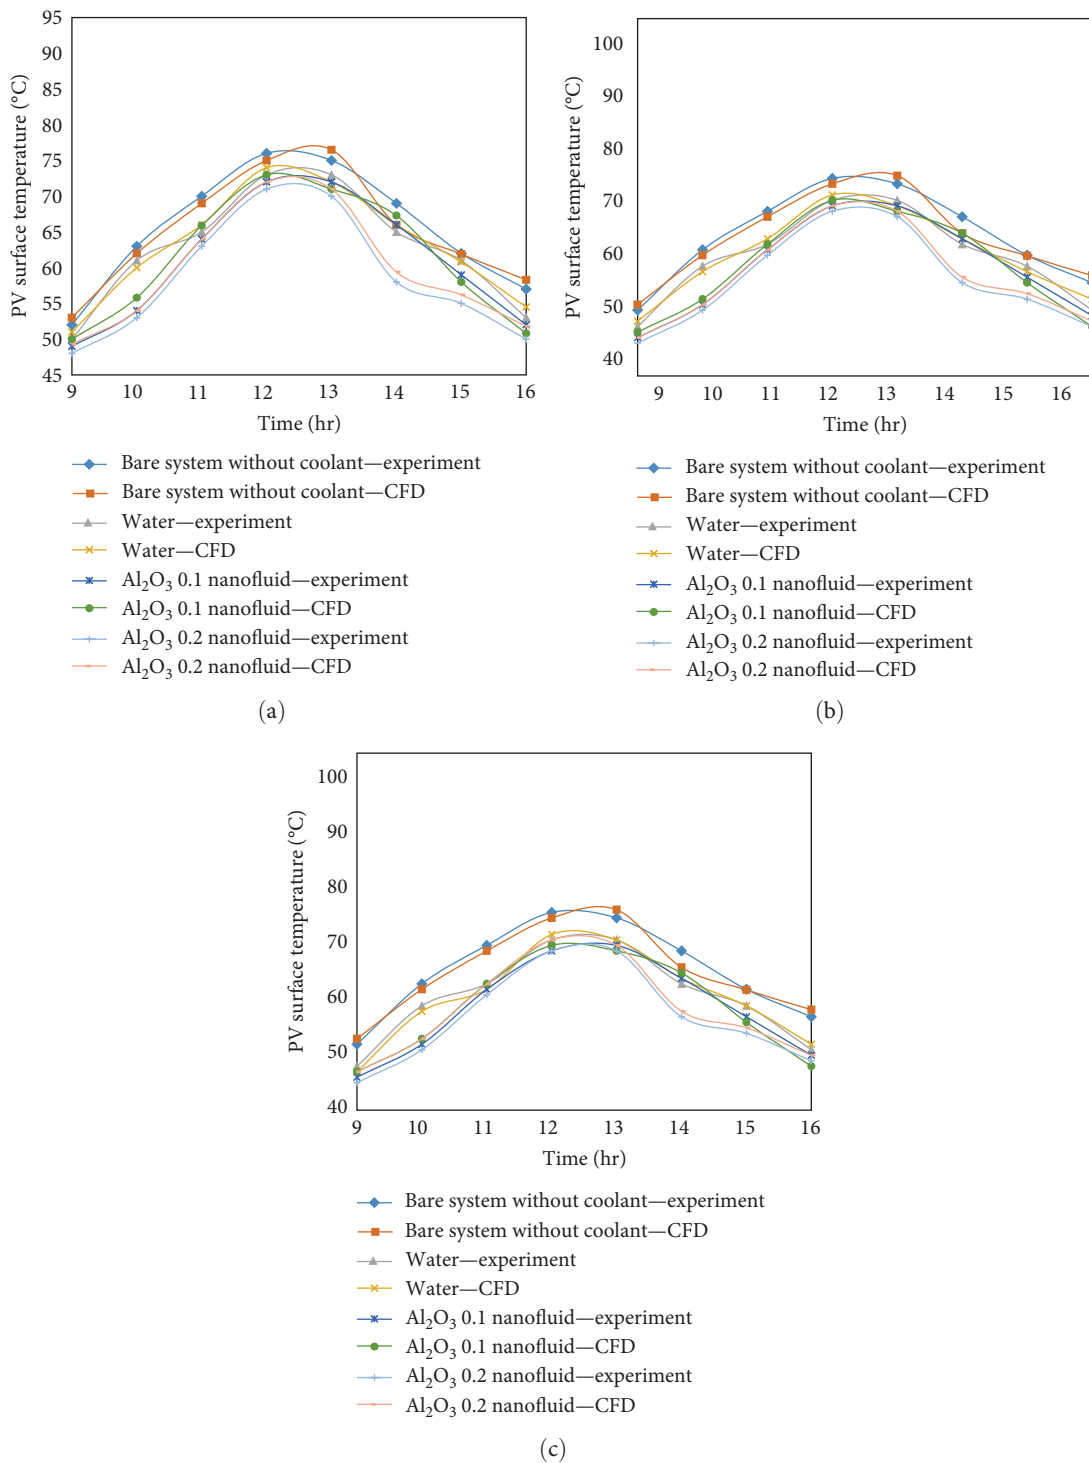 PV surface temperature (°C)
95
90
85
80
75
70
65
60
55
50
45
9 10 11 12 13 14 15 16
Time (hr)
Bare system without coolant—experiment
Bare system without coolant—CFD
Water—experiment
Water—CFD
Al₂O₃ 0.1 nanofluid—experiment
Al₂O₃ 0.1 nanofluid—CFD
Al₂O₃ 0.2 nanofluid—experiment
Al₂O₃ 0.2 nanofluid—CFD
(a)
PV surface temperature (°C)
100
90
80
70
60
50
40
9 10 11 12 13 14 15 16
Time (hr)
Bare system without coolant—experiment
Bare system without coolant—CFD
Water—experiment
Water—CFD
Al₂O₃ 0.1 nanofluid—experiment
Al₂O₃ 0.1 nanofluid—CFD
Al₂O₃ 0.2 nanofluid—experiment
Al₂O₃ 0.2 nanofluid—CFD
(b)
PV surface temperature (°C)
100
90
80
70
60
50
40
9 10 11 12 13 14 15 16
Time (hr)
Bare system without coolant—experiment
Bare system without coolant—CFD
Water—experiment
Water—CFD
Al₂O₃ 0.1 nanofluid—experiment
Al₂O₃ 0.1 nanofluid—CFD
Al₂O₃ 0.2 nanofluid—experiment
Al₂O₃ 0.2 nanofluid—CFD
(c)